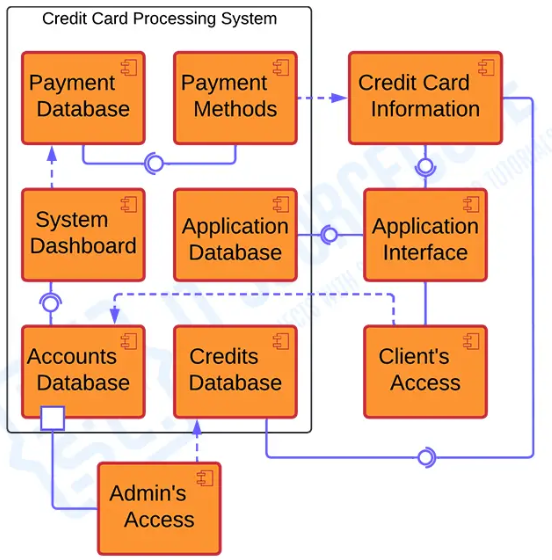 Credit Card Processing System
Payment
Database
Payment
Methods
Credit Card
Information
System
Dashboard
Application
Database
Application
Interface
Accounts
Database
Credits
Database
Client's
Access
Admin's
Access